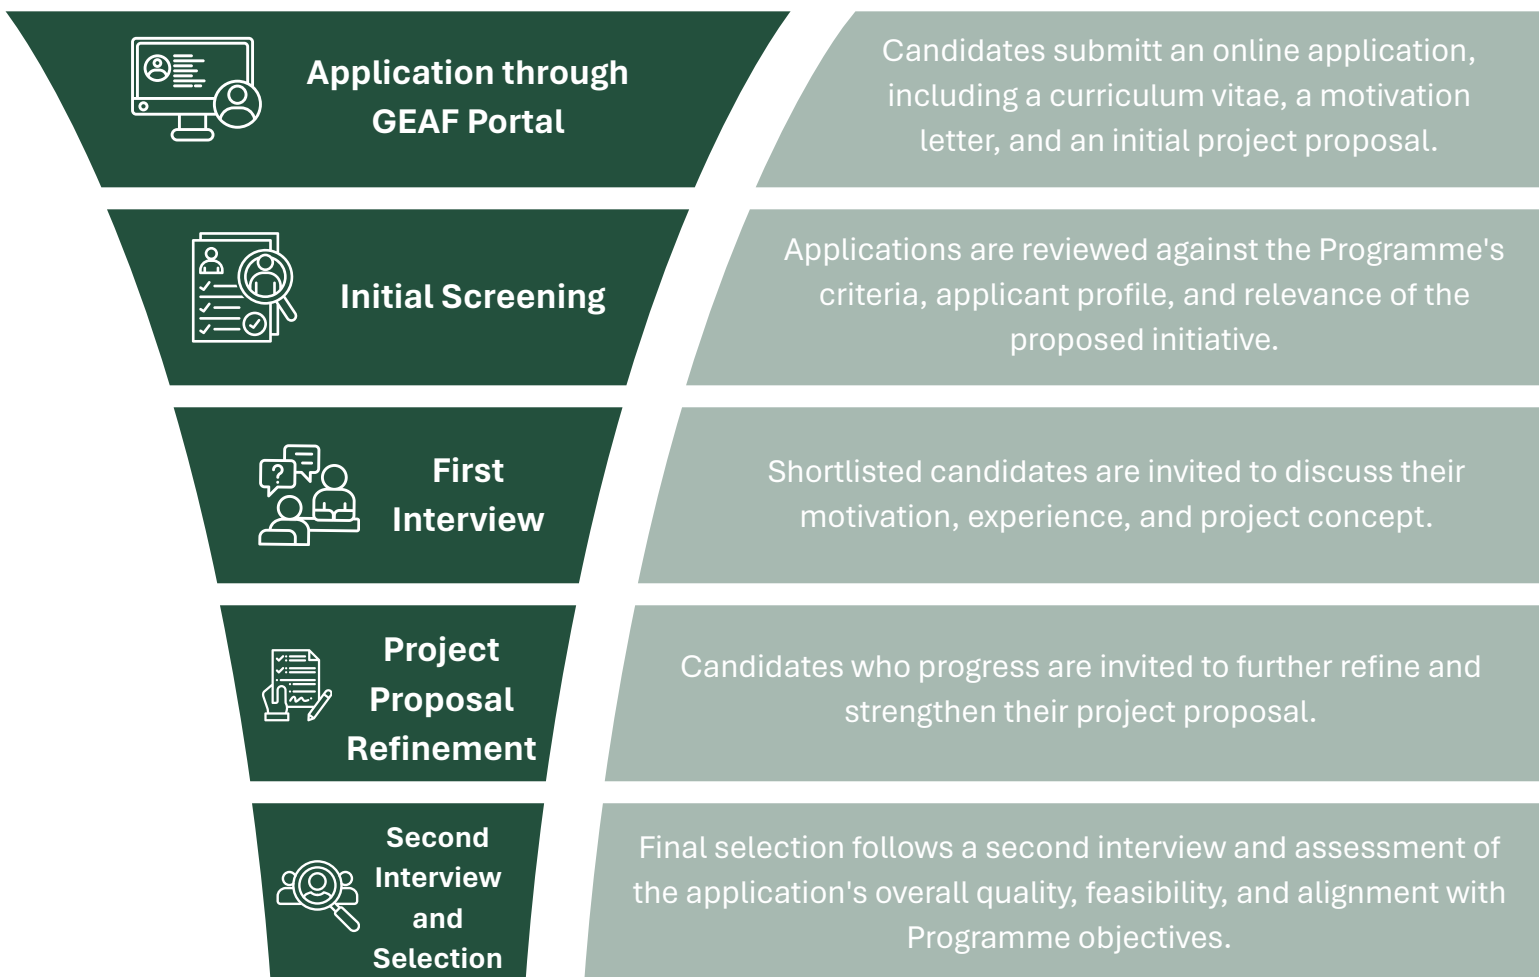 Application through
GEAF Portal
Candidates submitt an online application,
including a curriculum vitae, a motivation
letter, and an initial project proposal.
Initial Screening
Applications are reviewed against the Programme's
criteria, applicant profile, and relevance of the
proposed initiative.
First
Interview
Shortlisted candidates are invited to discuss their
motivation, experience, and project concept.
Project
Proposal
Refinement
Candidates who progress are invited to further refine and
strengthen their project proposal.
Second
Interview
and
Selection
Final selection follows a second interview and assessment of
the application's overall quality, feasibility, and alignment with
Programme objectives.